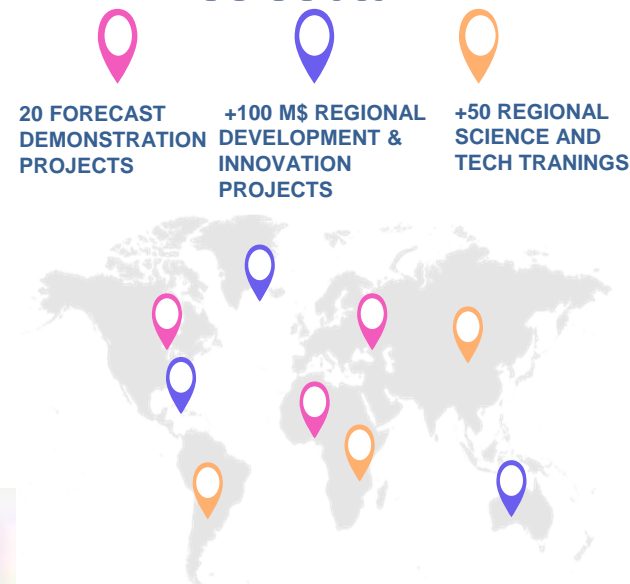 20 FORECAST
DEMONSTRATION
PROJECTS
+100 M$ REGIONAL
DEVELOPMENT &
INNOVATION
PROJECTS
+50 REGIONAL
SCIENCE AND
TECH TRANINGS